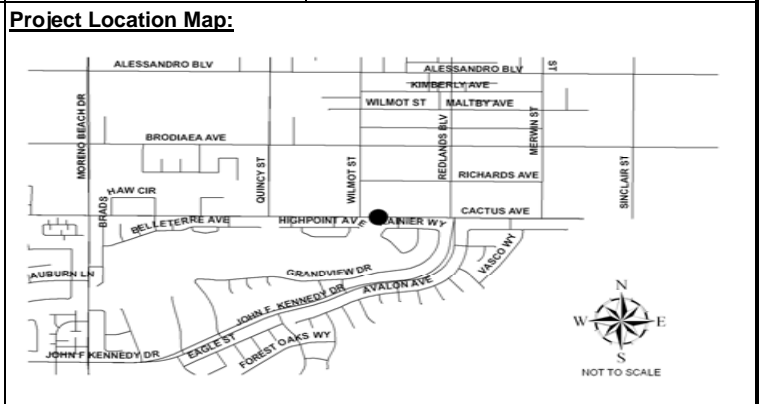 Project Location Map:
ALESSANDRO BLV
ALESSANDRO BLV
ST
KIMBERLY AVE
WILMOT ST
MALTBY AVE
MORENO BEACH DR
BRODIAEA AVE
QUINCY ST
WILMOT ST
REDLANDS BLV
MERWIN ST
SINCLAIR ST
RICHARDS AVE
HAW CIR
BRADS
BELLETERRE AVE
HIGHPOINT AVE
AINIER WY
CACTUS AVE
VASCO WY
AUBURN LN
GRANDVIEW DR
AVALON AVE
JOHN F. KENNEDY DR
EAGLE ST
FOREST OAKS WY
JOHN F KENNEDY DR
N
W
E
S
NOT TO SCALE